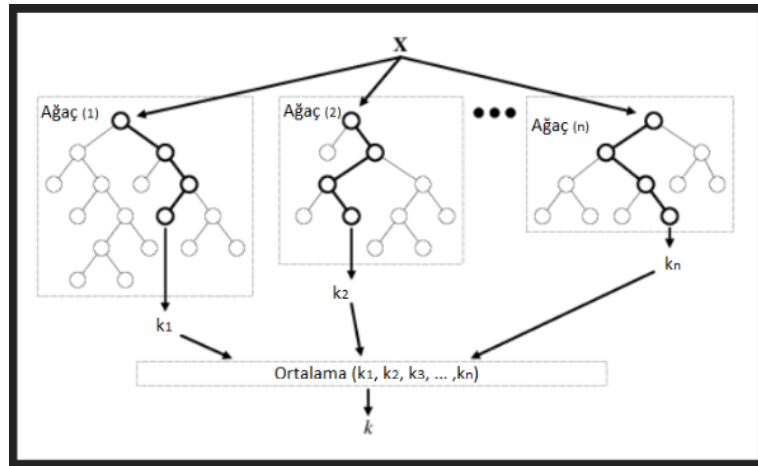 X
Ağaç (1)
Ağaç (2)
Ağaç (n)
k1
k2
kn
Ortalama (k1, k2, k3, ... ,kn)
k